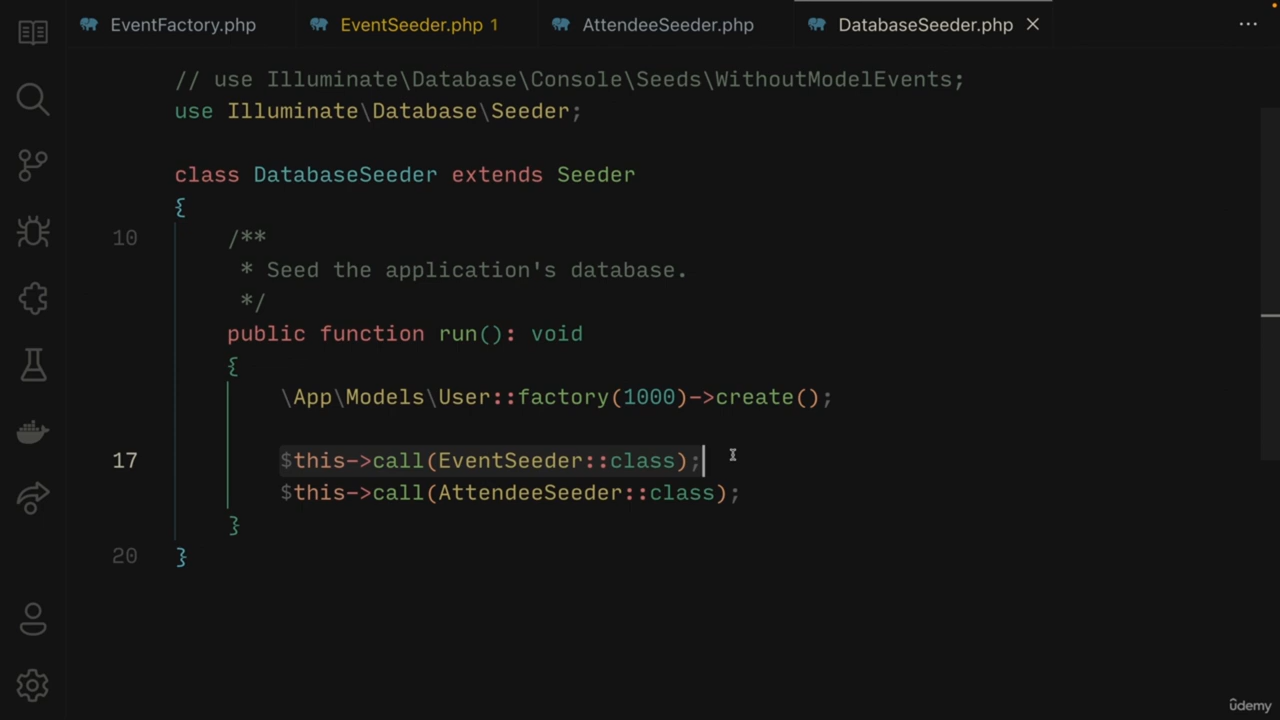 EventFactory.php EventSeeder.php 1 AttendeeSeeder.php DatabaseSeeder.php
// use Illuminate\Database\Console\Seeds\WithoutModelEvents;
use Illuminate\Database\Seeder;
class DatabaseSeeder extends Seeder
{
10 /**
* Seed the application's database.
*/
public function run(): void
{
\App\Models\User::factory(1000)->create();
17 $this->call(EventSeeder::class);
$this->call(AttendeeSeeder::class);
}
20 }
ûdemy